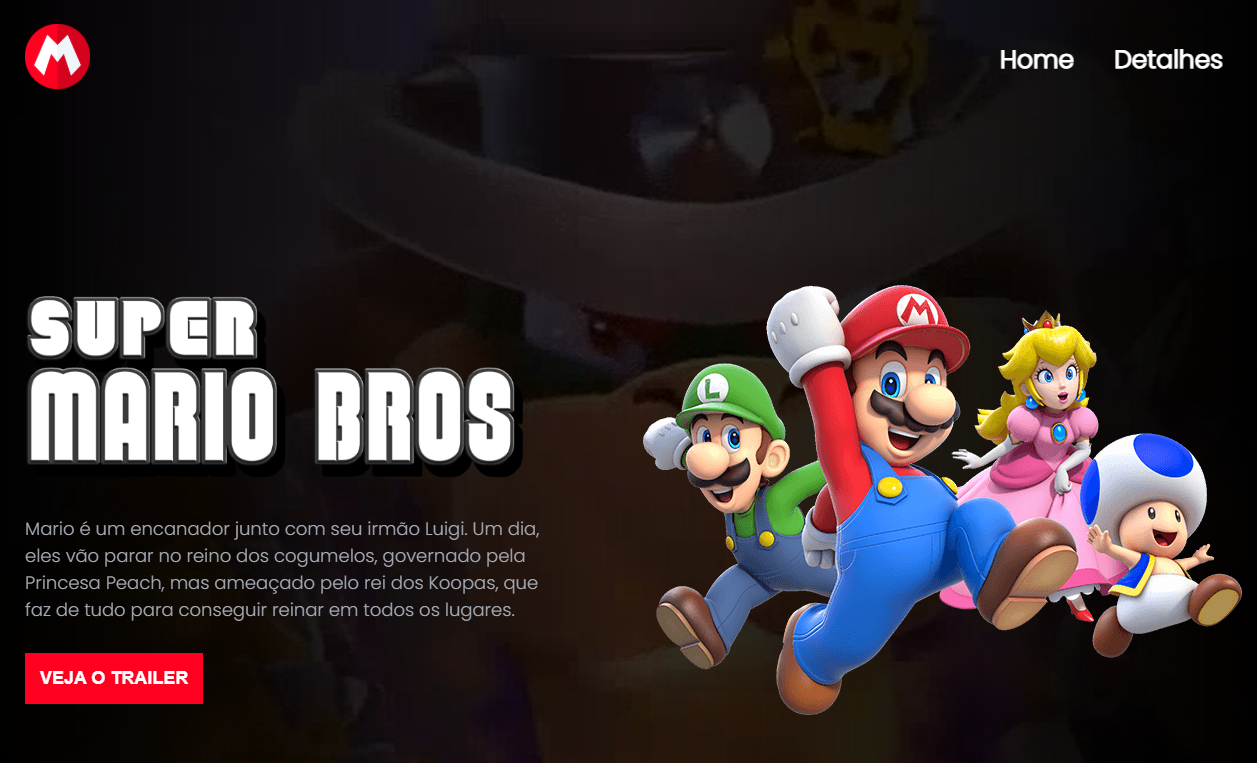 M
Home Detalhes
SUPER
MARIO BROS
M
L
Mario é um encanador junto com seu irmão Luigi. Um dia,
eles vão parar no reino dos cogumelos, governado pela
Princesa Peach, mas ameaçado pelo rei dos Koopas, que
faz de tudo para conseguir reinar em todos os lugares.
VEJA O TRAILER